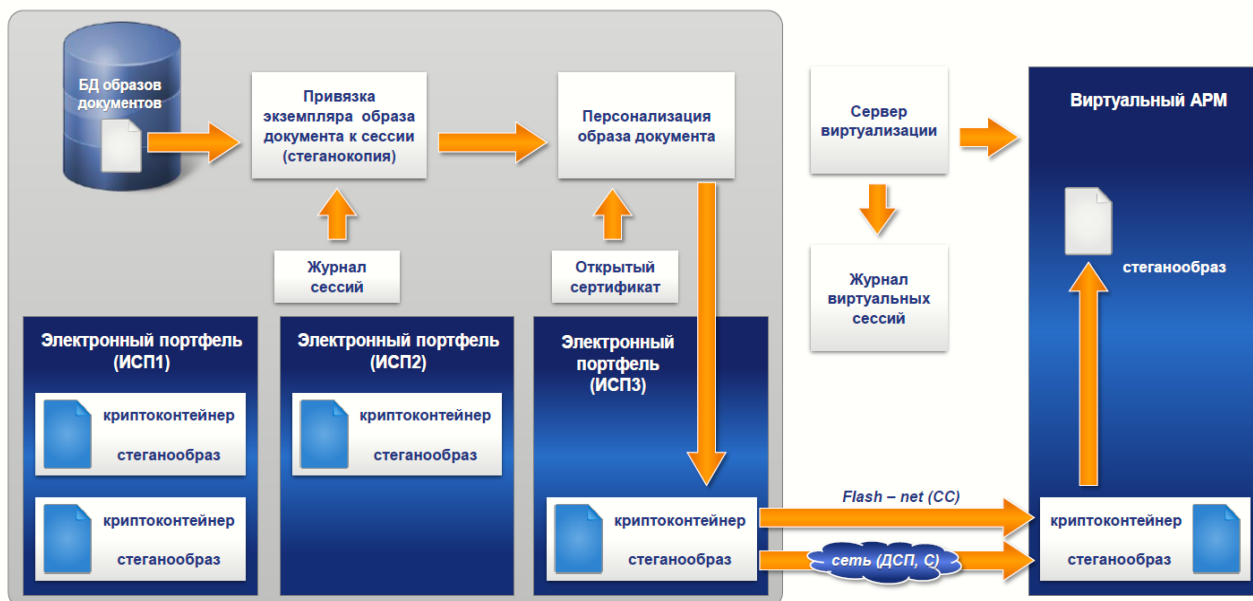 БД образов
документов
Привязка
экземпляра образа
документа к сессии
(стеганокопия)
Персонализация
образа документа
Сервер
виртуализации
Виртуальный АРМ
Журнал
сессий
Открытый
сертификат
Журнал
виртуальных
сессий
стеганообраз
Электронный портфель
(ИСП1)
криптоконтейнер
стеганообраз
криптоконтейнер
стеганообраз
Электронный портфель
(ИСП2)
криптоконтейнер
стеганообраз
Электронный
портфель
(ИСП3)
криптоконтейнер
стеганообраз
Flash – net (СС)
сеть (ДСП, С)
криптоконтейнер
стеганообраз